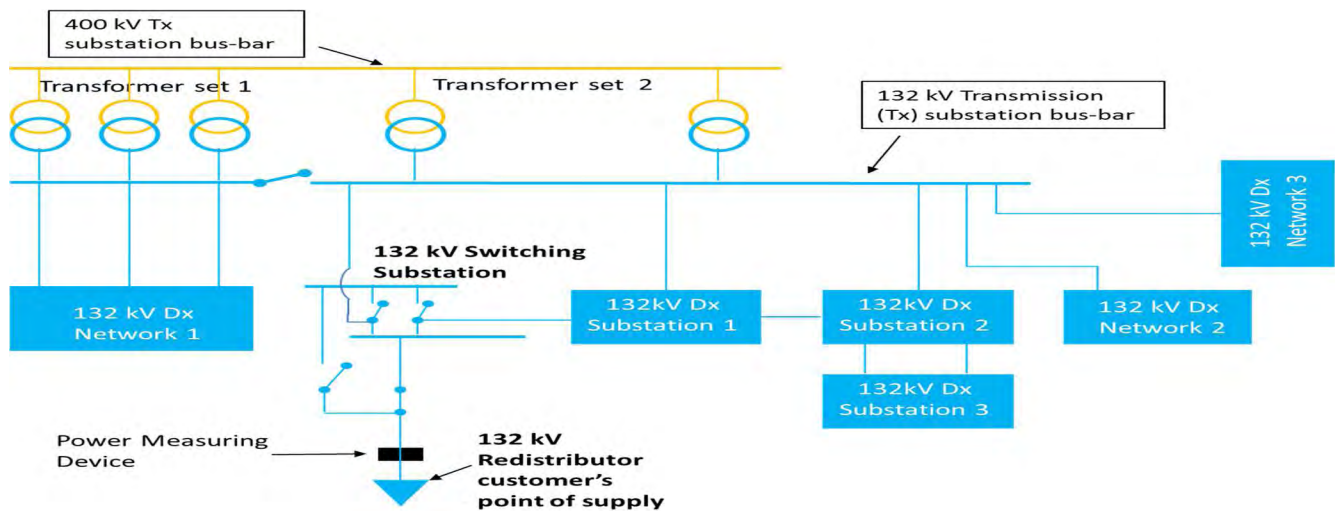 400 kV Tx
substation bus-bar
Transformer set 1
Transformer set 2
132 kV Transmission
(Tx) substation bus-bar
132 kV Dx
Network 3
132 kV Switching
Substation
132 kV Dx
Network 1
132kV Dx
Substation 1
132kV Dx
Substation 2
132 kV Dx
Network 2
132kV Dx
Substation 3
Power Measuring
Device
132 kV
Redistributor
customer's
point of supply